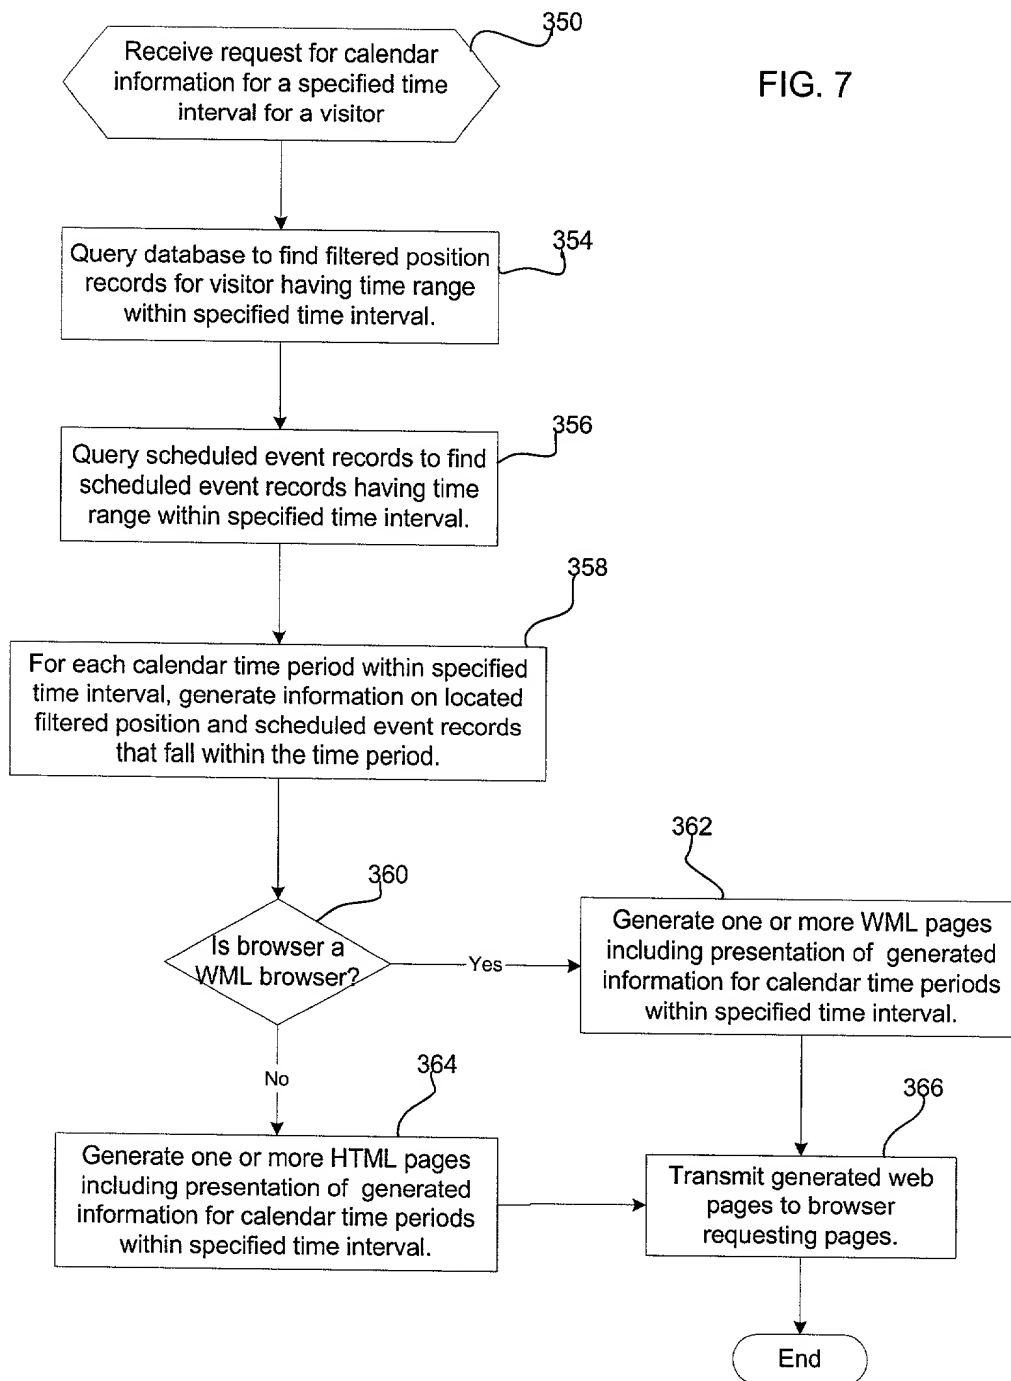 350
Receive request for calendar
information for a specified time
interval for a visitor
FIG. 7
354
Query database to find filtered position
records for visitor having time range
within specified time interval.
356
Query scheduled event records to find
scheduled event records having time
range within specified time interval.
358
For each calendar time period within specified
time interval, generate information on located
filtered position and scheduled event records
that fall within the time period.
360
Is browser a
WML browser?
Yes
362
Generate one or more WML pages
including presentation of generated
information for calendar time periods
within specified time interval.
No
364
Generate one or more HTML pages
including presentation of generated
information for calendar time periods
within specified time interval.
366
Transmit generated web
pages to browser
requesting pages.
End